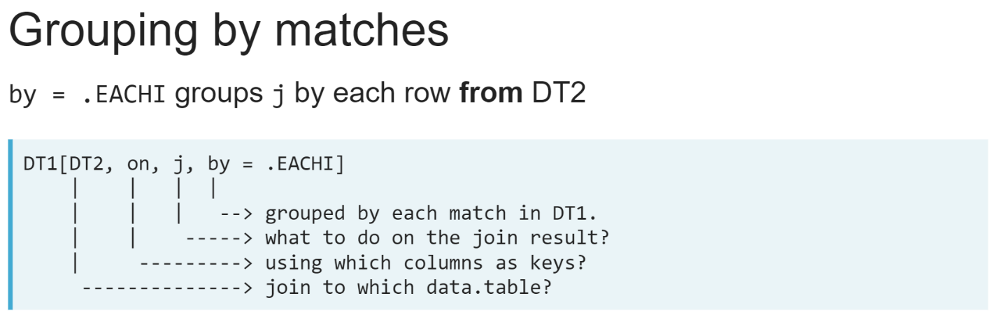 Grouping by matches
by = .EACHI groups j by each row from DT2
DT1[DT2, on, j, by = .EACHI]
    |    |   |  |
    |    |   |   --> grouped by each match in DT1.
    |    |    -----> what to do on the join result?
    |     ---------> using which columns as keys?
     --------------> join to which data.table?